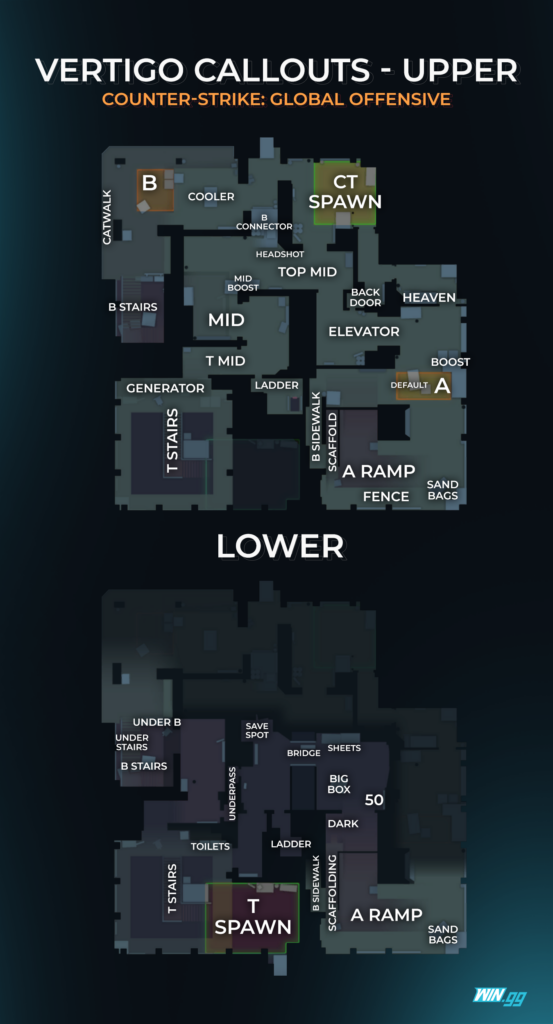 VERTIGO CALLOUTS - UPPER
COUNTER-STRIKE: GLOBAL OFFENSIVE
B
CT
SPAWN
COOLER
CATWALK
B
CONNECTOR
HEADSHOT
TOP MID
MID
BOOST
BACK
DOOR
HEAVEN
B STAIRS
MID
ELEVATOR
T MID
BOOST
GENERATOR
LADDER
DEFAULT
A
T STAIRS
B SIDEWALK
SCAFFOLD
A RAMP
FENCE
SAND
BAGS
LOWER
UNDER B
SAVE
SPOT
UNDER
STAIRS
BRIDGE
SHEETS
B STAIRS
BIG
BOX
UNDERPASS
50
DARK
TOILETS
LADDER
T STAIRS
B SIDEWALK
SCAFFOLDING
T
SPAWN
A RAMP
SAND
BAGS
WIN.gg